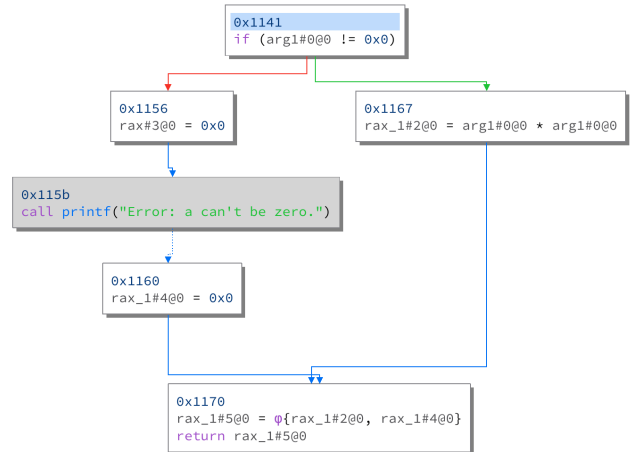 0x1141
if (arg1#0@0 != 0x0)
0x1156
rax#3@0 = 0x0
0x1167
rax_1#2@0 = arg1#0@0 * arg1#0@0
0x115b
call printf("Error: a can't be zero.")
0x1160
rax_1#4@0 = 0x0
0x1170
rax_1#5@0 = φ{rax_1#2@0, rax_1#4@0}
return rax_1#5@0